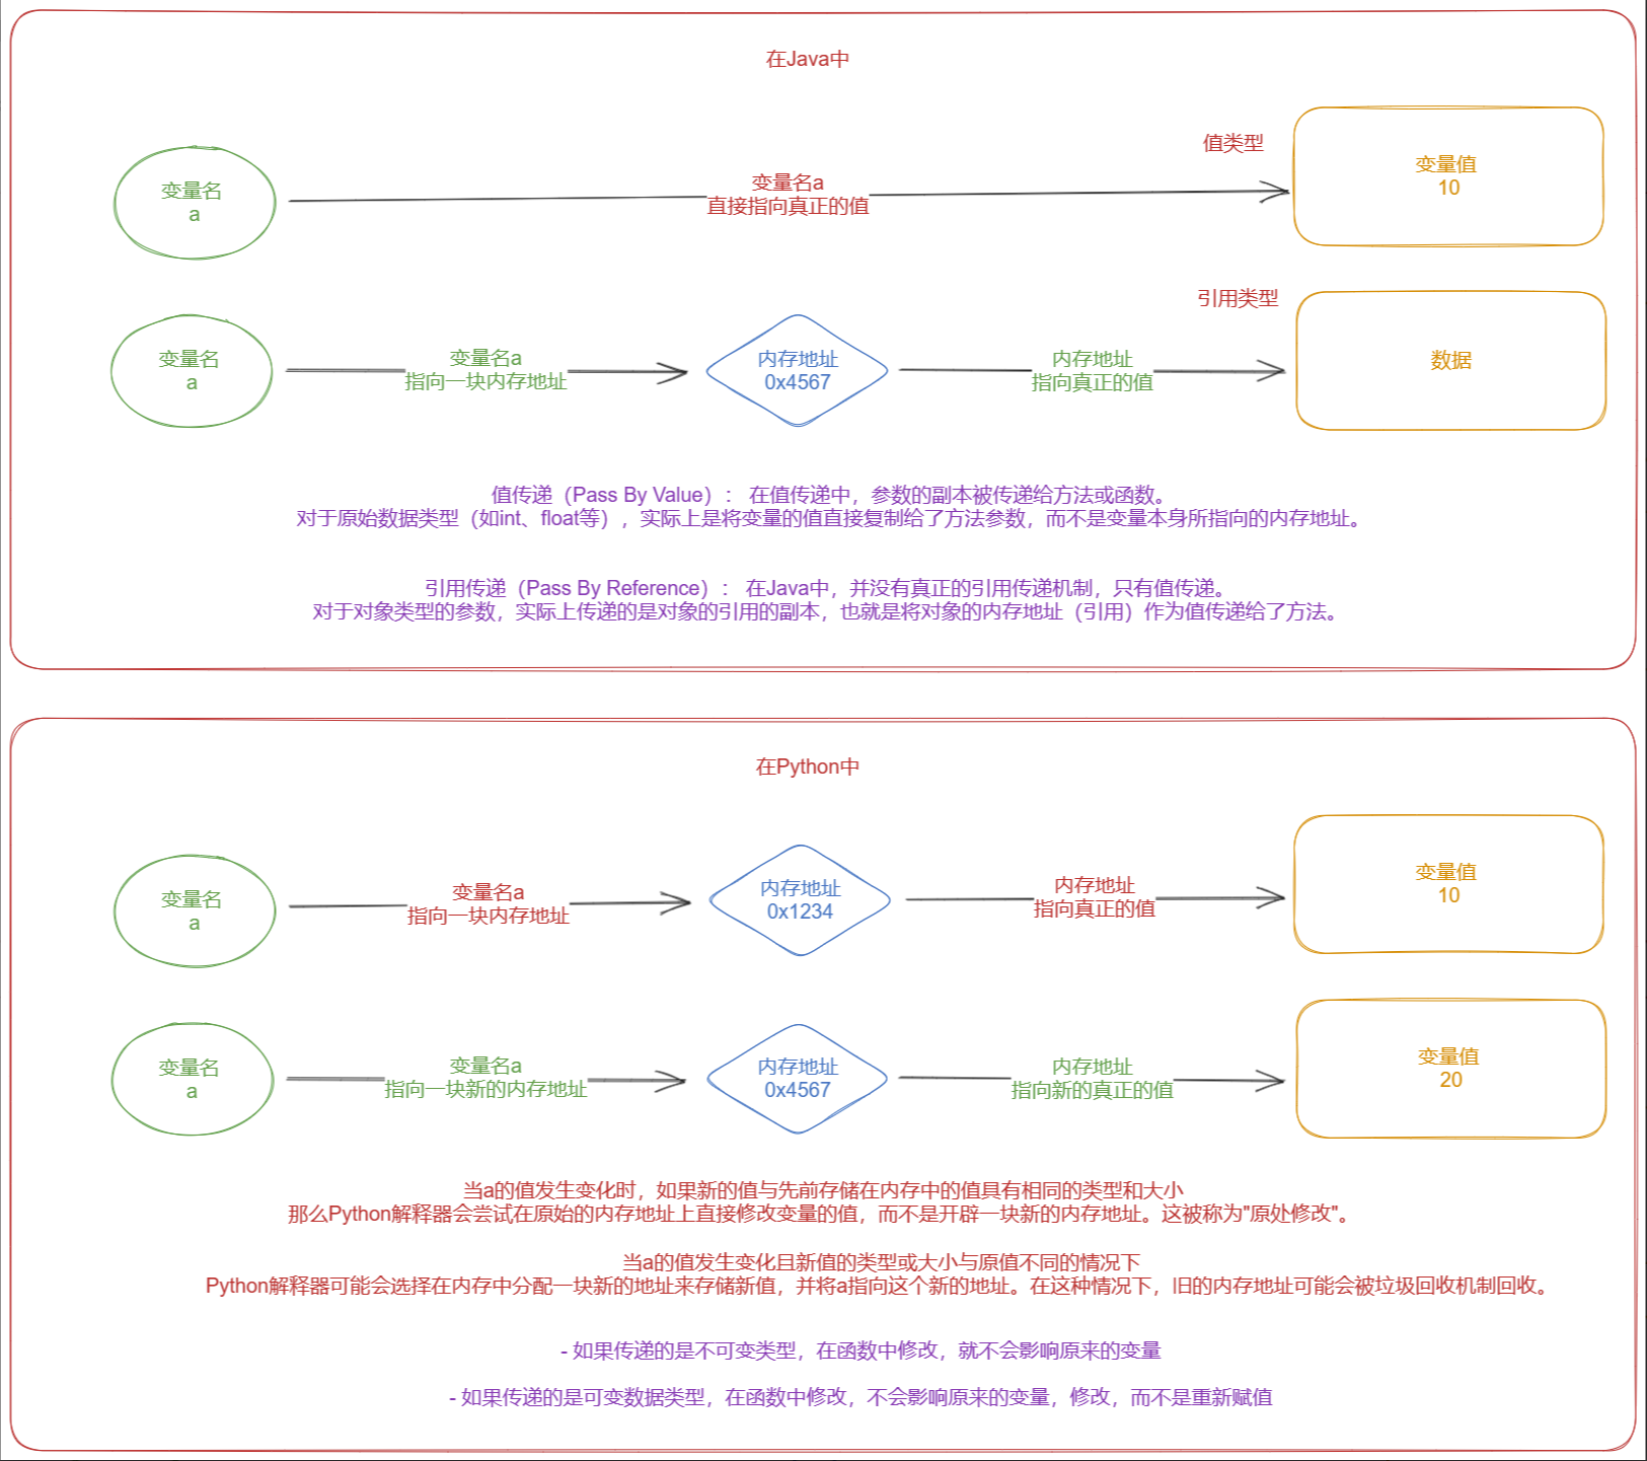 在Java中
值类型
变量名
a
变量名a
直接指向真正的值
变量值
10
引用类型
变量名
a
变量名a
指向一块内存地址
内存地址
0x4567
内存地址
指向真正的值
数据
值传递（Pass By Value）： 在值传递中，参数的副本被传递给方法或函数。
对于原始数据类型（如int、float等），实际上是将变量的值直接复制给了方法参数，而不是变量本身所指向的内存地址。
引用传递（Pass By Reference）： 在Java中，并没有真正的引用传递机制，只有值传递。
对于对象类型的参数，实际上传递的是对象的引用的副本，也就是将对象的内存地址（引用）作为值传递给了方法。
在Python中
变量名
a
变量名a
指向一块内存地址
内存地址
0x1234
内存地址
指向真正的值
变量值
10
变量名
a
变量名a
指向一块新的内存地址
内存地址
0x4567
内存地址
指向新的真正的值
变量值
20
当a的值发生变化时，如果新的值与先前存储在内存中的值具有相同的类型和大小
那么Python解释器会尝试在原始的内存地址上直接修改变量的值，而不是开辟一块新的内存地址。这被称为"原处修改"。
当a的值发生变化且新值的类型或大小与原值不同的情况下
Python解释器可能会选择在内存中分配一块新的地址来存储新值，并将a指向这个新的地址。在这种情况下，旧的内存地址可能会被垃圾回收机制回收。
- 如果传递的是不可变类型，在函数中修改，就不会影响原来的变量
- 如果传递的是可变数据类型，在函数中修改，不会影响原来的变量，修改，而不是重新赋值